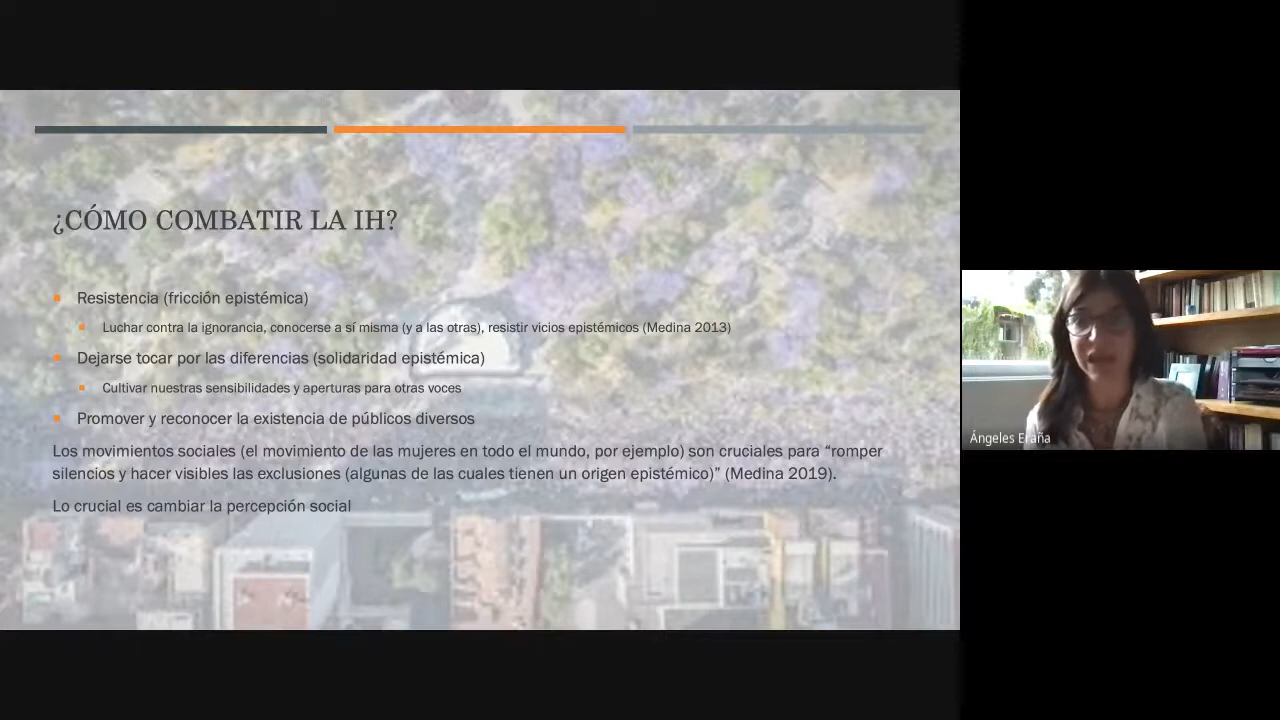 ¿CÓMO COMBATIR LA IH?
Resistencia (fricción epistémica)
Luchar contra la ignorancia, conocerse a sí misma (y a las otras), resistir vicios epistémicos (Medina 2013)
Dejarse tocar por las diferencias (solidaridad epistémica)
Cultivar nuestras sensibilidades y aperturas para otras voces
Promover y reconocer la existencia de públicos diversos
Los movimientos sociales (el movimiento de las mujeres en todo el mundo, por ejemplo) son cruciales para “romper
silencios y hacer visibles las exclusiones (algunas de las cuales tienen un origen epistémico)” (Medina 2019).
Lo crucial es cambiar la percepción social
Ángeles Eraña